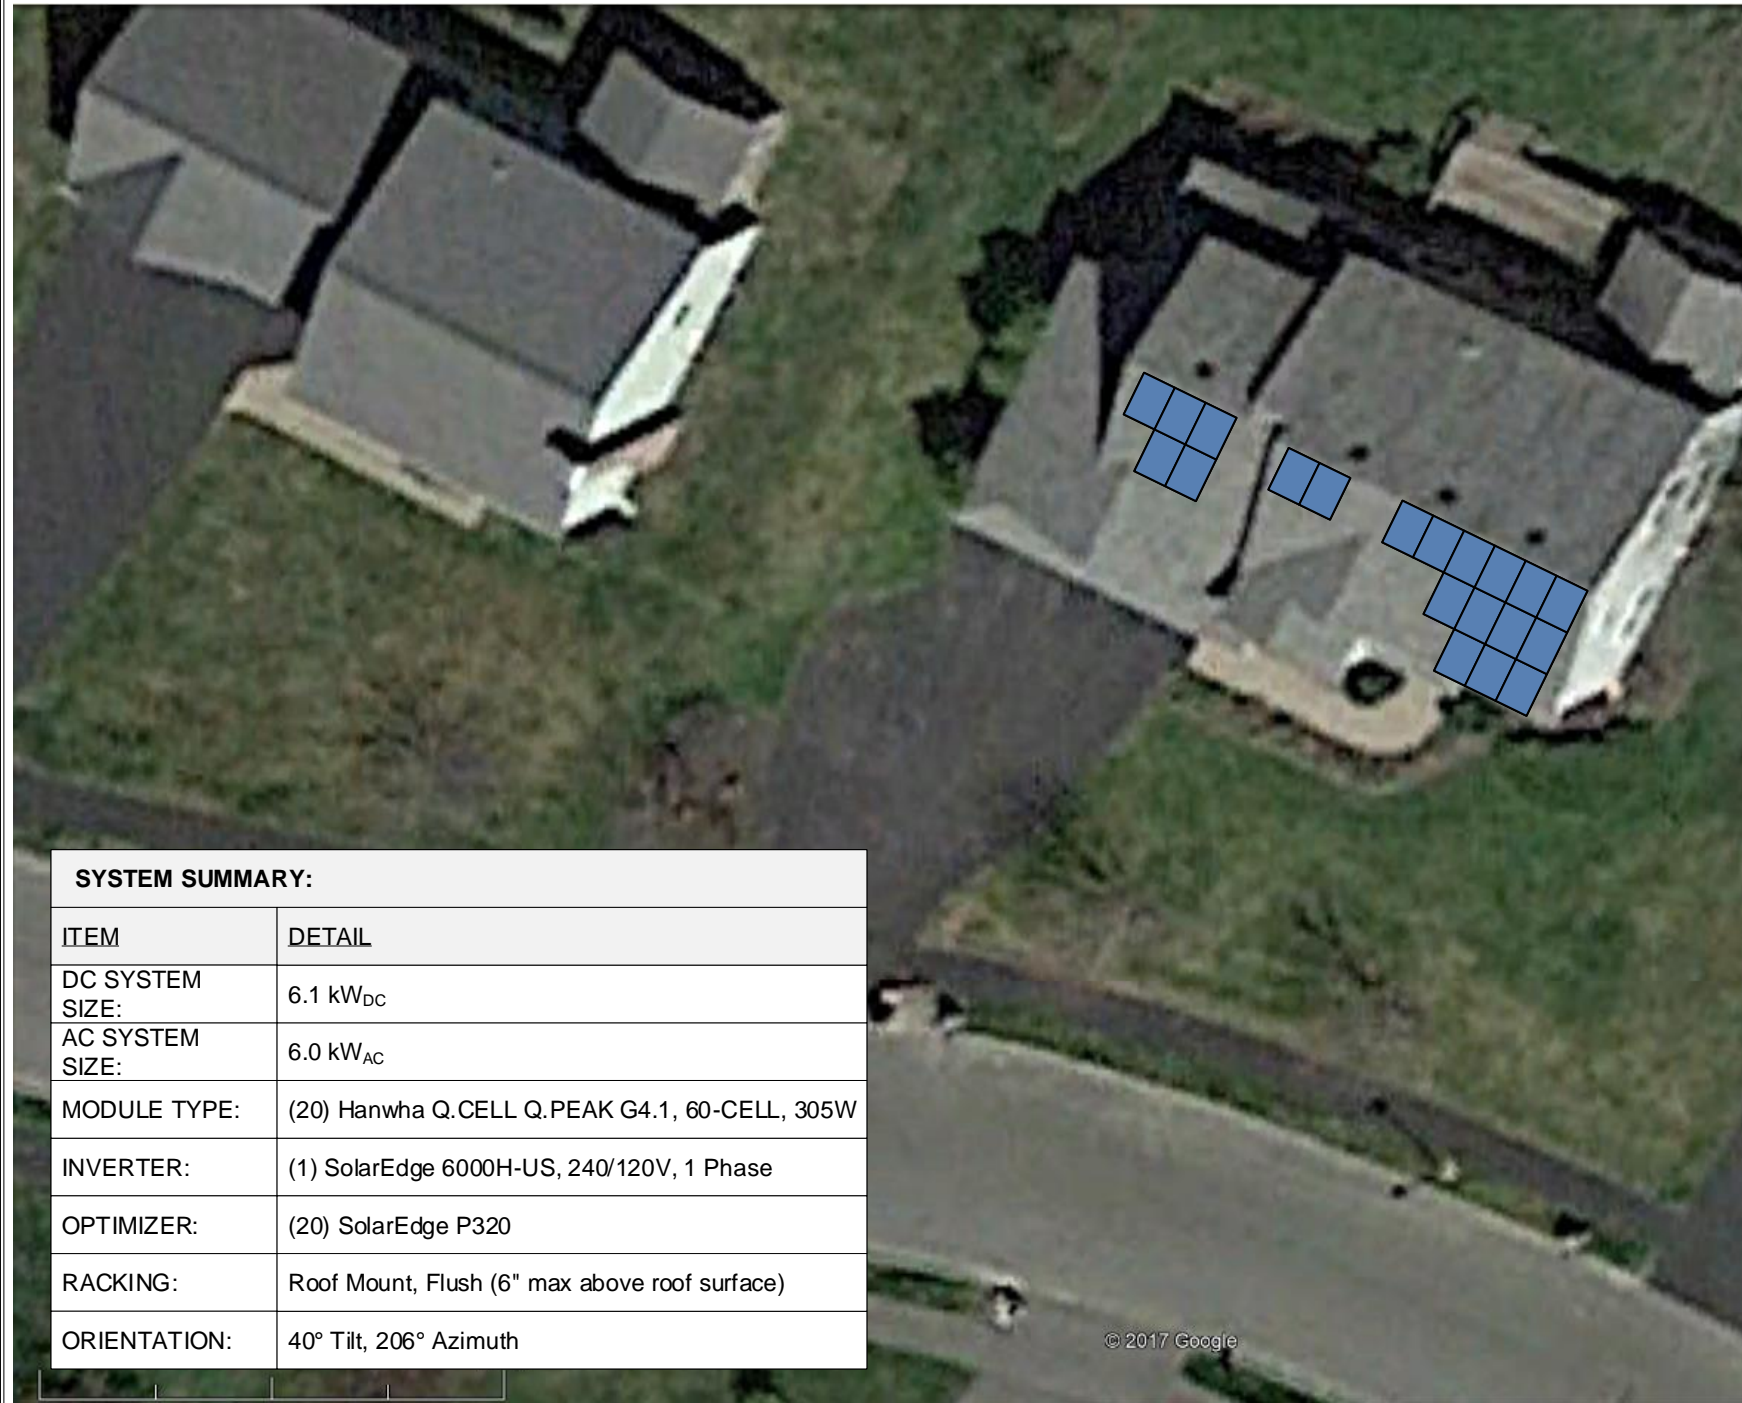 SYSTEM SUMMARY:
ITEM DETAIL
DC SYSTEM
SIZE: 6.1 kWDC
AC SYSTEM
SIZE: 6.0 kWAC
MODULE TYPE: (20) Hanwha Q.CELL Q.PEAK G4.1, 60-CELL, 305W
INVERTER: (1) SolarEdge 6000H-US, 240/120V, 1 Phase
OPTIMIZER: (20) SolarEdge P320
RACKING: Roof Mount, Flush (6" max above roof surface)
ORIENTATION: 40° Tilt, 206° Azimuth
© 2017 Google